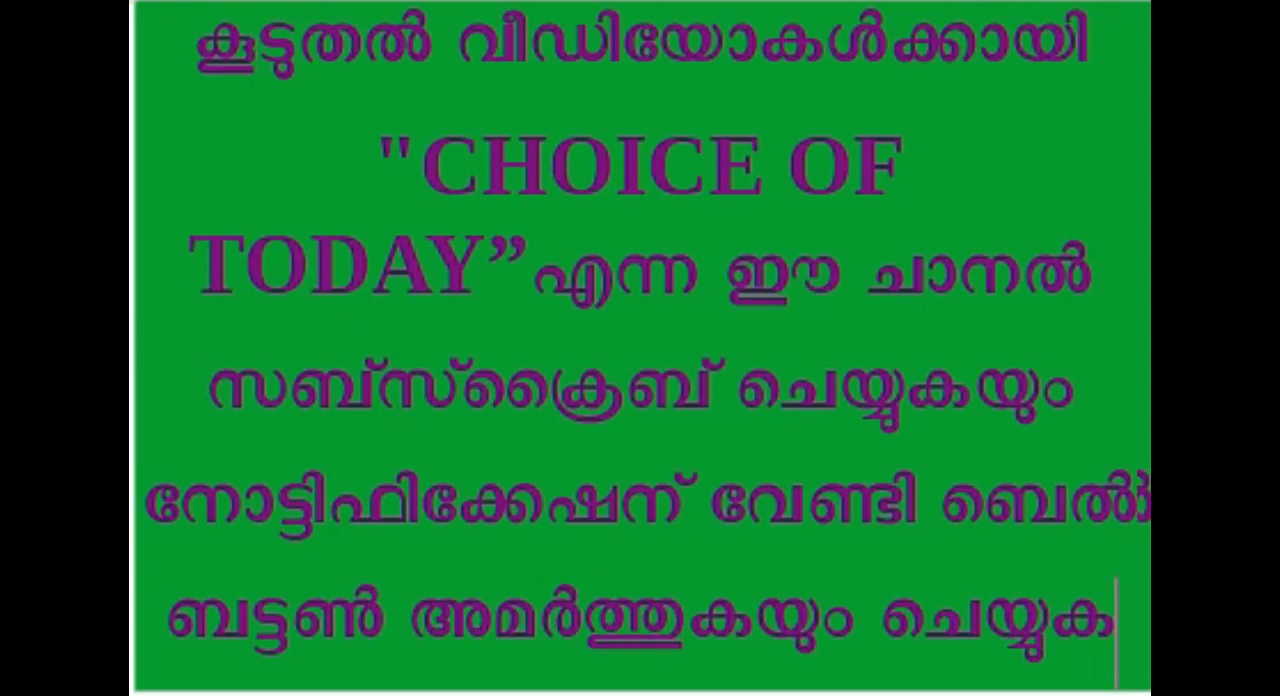 കൂടുതൽ വീഡിയോകൾക്കായി
"CHOICE OF
TODAY”എന്ന ഈ ചാനൽ
സബ്സ്ക്രൈബ് ചെയ്യുകയും
നോട്ടിഫിക്കേഷന് വേണ്ടി ബെൽ
ബട്ടൺ അമർത്തുകയും ചെയ്യുക